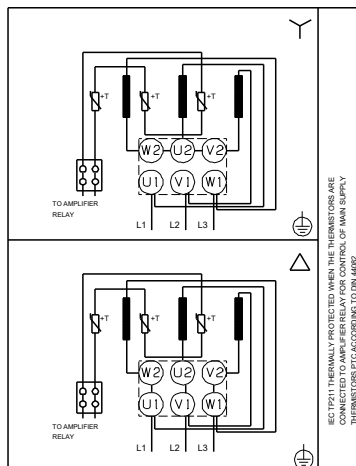 +T +T +T
W2 U2 V2
U1 V1 W1
TO AMPLIFIER
RELAY
L1 L2 L3
+T +T +T
W2 U2 V2
U1 V1 W1
TO AMPLIFIER
RELAY
L1 L2 L3
IEC TP211 THERMALLY PROTECTED WHEN THE THERMISTORS ARE
CONNECTED TO AMPLIFIER RELAY FOR CONTROL OF MAIN SUPPLY
THERMISTORS PTC ACCORDING TO DIN 44082